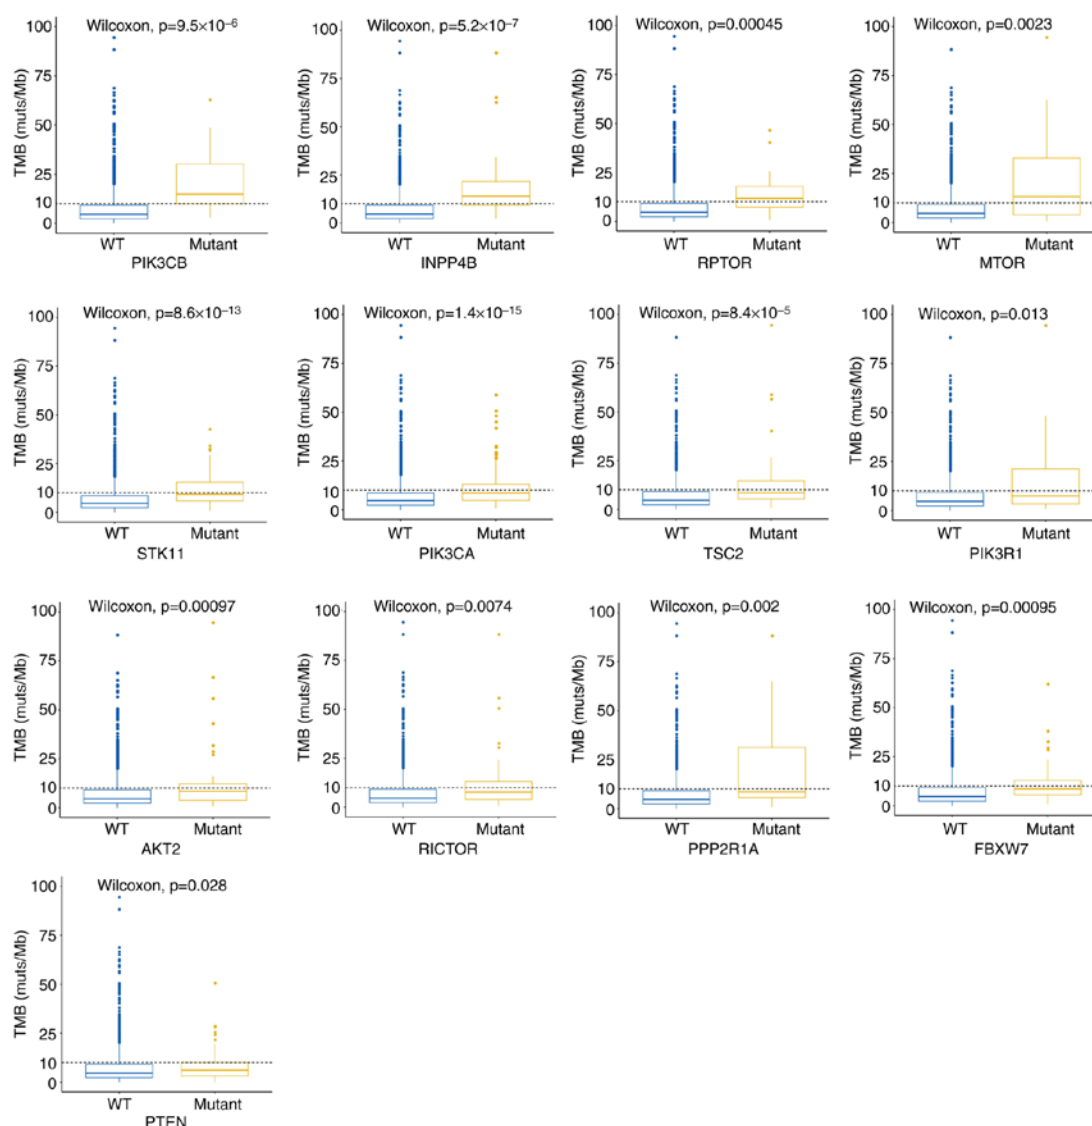 Wilcoxon, p=9.5×10⁻⁶
TMB (muts/Mb)
100
75
50
25
10
0
WT Mutant
PIK3CB
Wilcoxon, p=5.2×10⁻⁷
TMB (muts/Mb)
100
75
50
25
10
0
WT Mutant
INPP4B
Wilcoxon, p=0.00045
TMB (muts/Mb)
100
75
50
25
10
0
WT Mutant
RPTOR
Wilcoxon, p=0.0023
TMB (muts/Mb)
100
75
50
25
10
0
WT Mutant
MTOR
Wilcoxon, p=8.6×10⁻¹³
TMB (muts/Mb)
100
75
50
25
10
0
WT Mutant
STK11
Wilcoxon, p=1.4×10⁻¹⁵
TMB (muts/Mb)
100
75
50
25
10
0
WT Mutant
PIK3CA
Wilcoxon, p=8.4×10⁻⁵
TMB (muts/Mb)
100
75
50
25
10
0
WT Mutant
TSC2
Wilcoxon, p=0.013
TMB (muts/Mb)
100
75
50
25
10
0
WT Mutant
PIK3R1
Wilcoxon, p=0.00097
TMB (muts/Mb)
100
75
50
25
10
0
WT Mutant
AKT2
Wilcoxon, p=0.0074
TMB (muts/Mb)
100
75
50
25
10
0
WT Mutant
RICTOR
Wilcoxon, p=0.002
TMB (muts/Mb)
100
75
50
25
10
0
WT Mutant
PPP2R1A
Wilcoxon, p=0.00095
TMB (muts/Mb)
100
75
50
25
10
0
WT Mutant
FBXW7
Wilcoxon, p=0.028
TMB (muts/Mb)
100
75
50
25
10
0
WT Mutant
PTEN